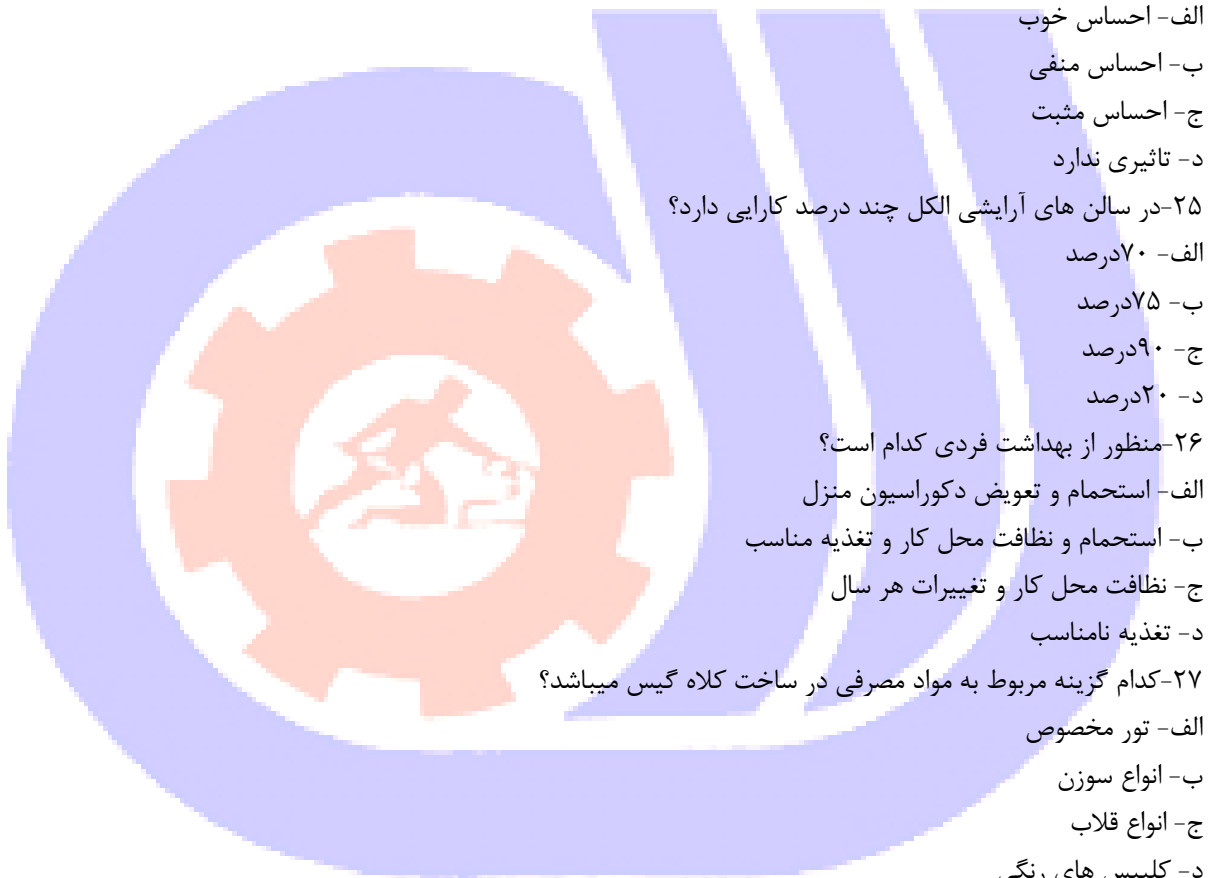 الف- احساس خوب
ب- احساس منفی
ج- احساس مثبت
د- تاثیری ندارد
۲۵-در سالن های آرایشی الکل چند درصد کارایی دارد؟
الف- ۷۰درصد
ب- ۷۵درصد
ج- ۹۰درصد
د- ۲۰درصد
۲۶-منظور از بهداشت فردی کدام است؟
الف- استحمام و تعویض دکوراسیون منزل
ب- استحمام و نظافت محل کار و تغذیه مناسب
ج- نظافت محل کار و تغییرات هر سال
د- تغذیه نامناسب
۲۷-کدام گزینه مربوط به مواد مصرفی در ساخت کلاه گیس میباشد؟
الف- تور مخصوص
ب- انواع سوزن
ج- انواع قلاب
د- کلیپس های رنگی